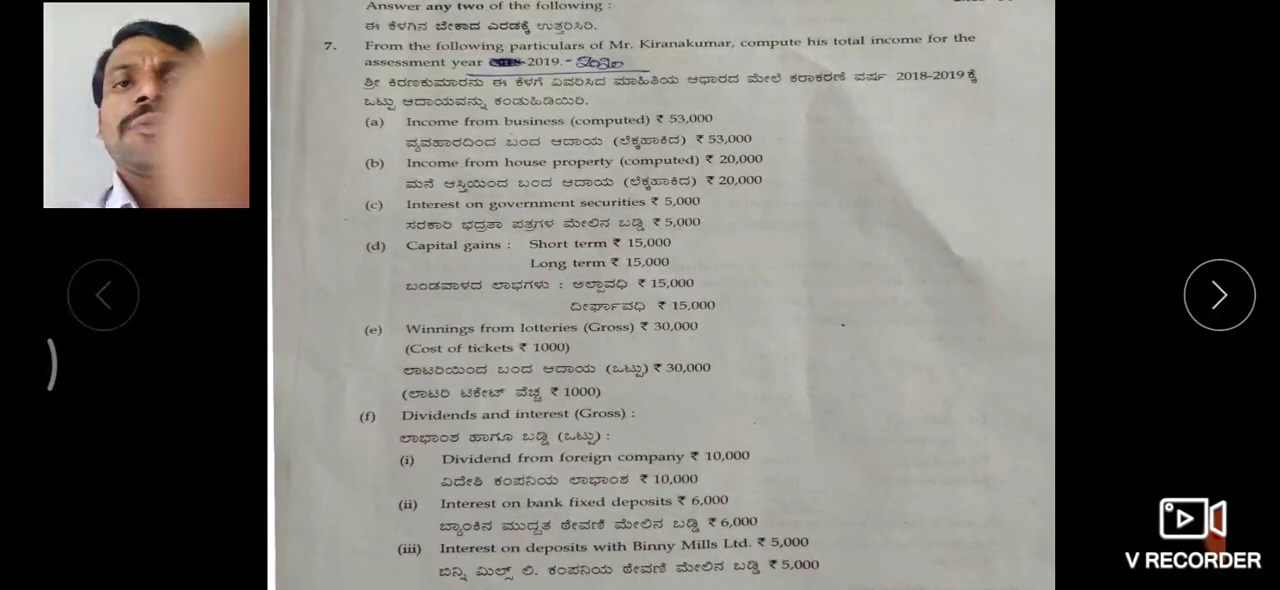 Answer any two of the following :
ಈ ಕೆಳಗಿನ ಬೇಕಾದ ಎರಡಕ್ಕೆ ಉತ್ತರಿಸಿರಿ.
7. From the following particulars of Mr. Kiranakumar, compute his total income for the
assessment year 2019.-2020
ಶ್ರೀ ಕಿರಣಕುಮಾರನು ಈ ಕೆಳಗೆ ವಿವರಿಸಿದ ಮಾಹಿತಿಯ ಆಧಾರದ ಮೇಲೆ ಕರಾಕರಣೆ ವರ್ಷ 2018-2019ಕ್ಕೆ
ಒಟ್ಟು ಆದಾಯವನ್ನು ಕಂಡುಹಿಡಿಯಿರಿ.
(a) Income from business (computed) ₹ 53,000
ವ್ಯವಹಾರದಿಂದ ಬಂದ ಆದಾಯ (ಲೆಕ್ಕಹಾಕಿದ) ₹ 53,000
(b) Income from house property (computed) ₹ 20,000
ಮನೆ ಆಸ್ತಿಯಿಂದ ಬಂದ ಆದಾಯ (ಲೆಕ್ಕಹಾಕಿದ) ₹ 20,000
(c) Interest on government securities ₹ 5,000
ಸರಕಾರಿ ಭದ್ರತಾ ಪತ್ರಗಳ ಮೇಲಿನ ಬಡ್ಡಿ ₹ 5,000
(d) Capital gains : Short term ₹ 15,000
Long term ₹ 15,000
ಬಂಡವಾಳದ ಲಾಭಗಳು : ಅಲ್ಪಾವಧಿ ₹ 15,000
ದೀರ್ಘಾವಧಿ ₹ 15,000
(e) Winnings from lotteries (Gross) ₹ 30,000
(Cost of tickets ₹ 1000)
ಲಾಟರಿಯಿಂದ ಬಂದ ಆದಾಯ (ಒಟ್ಟು) ₹ 30,000
(ಲಾಟರಿ ಟಿಕೇಟ್ ವೆಚ್ಚ ₹ 1000)
(f) Dividends and interest (Gross) :
ಲಾಭಾಂಶ ಹಾಗೂ ಬಡ್ಡಿ (ಒಟ್ಟು) :
(i) Dividend from foreign company ₹ 10,000
ವಿದೇಶಿ ಕಂಪನಿಯ ಲಾಭಾಂಶ ₹ 10,000
(ii) Interest on bank fixed deposits ₹ 6,000
ಬ್ಯಾಂಕಿನ ಮುದ್ದತ ಠೇವಣಿ ಮೇಲಿನ ಬಡ್ಡಿ ₹ 6,000
(iii) Interest on deposits with Binny Mills Ltd. ₹ 5,000
ಬಿನ್ನಿ ಮಿಲ್ಸ್ ಲಿ. ಕಂಪನಿಯ ಠೇವಣಿ ಮೇಲಿನ ಬಡ್ಡಿ ₹ 5,000
V RECORDER